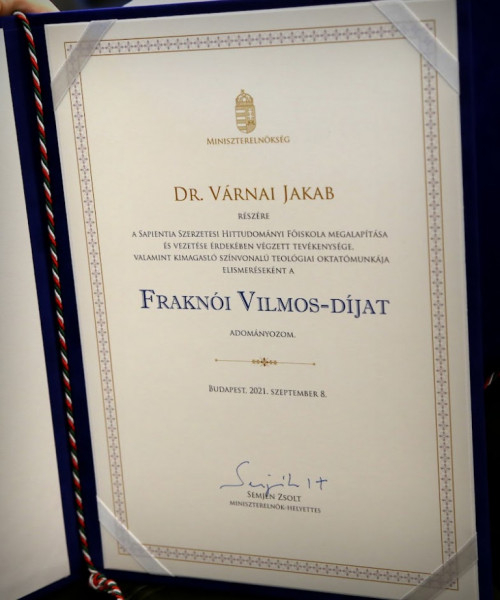 Miniszterelnökség
Dr. Várnai Jakab
részére
a Sapientia Szerzetesi Hittudományi Főiskola megalapítása
és vezetése érdekében végzett tevékenysége,
valamint kimagasló színvonalú teológiai oktatómunkája
elismeréseként a
Fraknói Vilmos-díjat
adományozom.
Budapest, 2021. szeptember 8.
Semjén Zsolt
miniszterelnök-helyettes